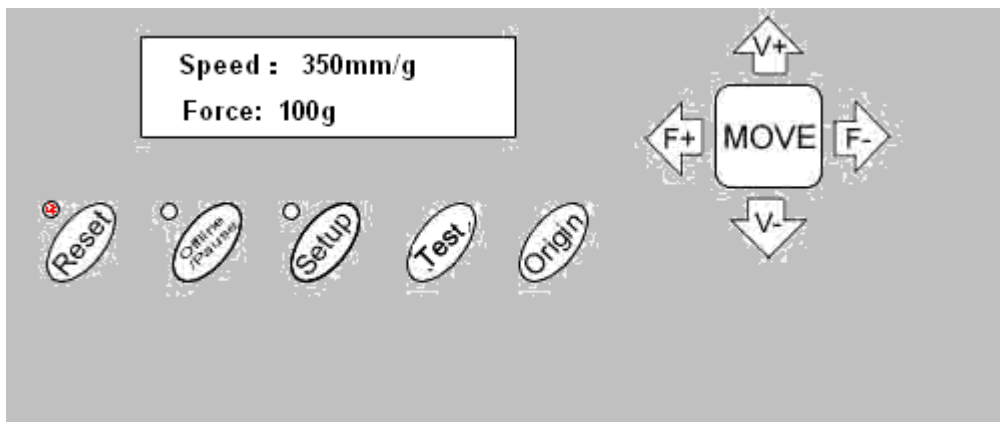 Speed : 350mm/g
Force: 100g
V+
F+
MOVE
F-
V-
Reset
Offline
/Pause
Setup
Test
Origin